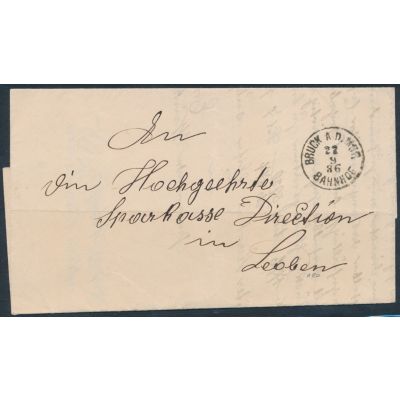 An
die Hochgeehrte
Sparkasse Direction
in
Leoben
BRUCK A.D. MUR
22
9
86
BAHNHOF